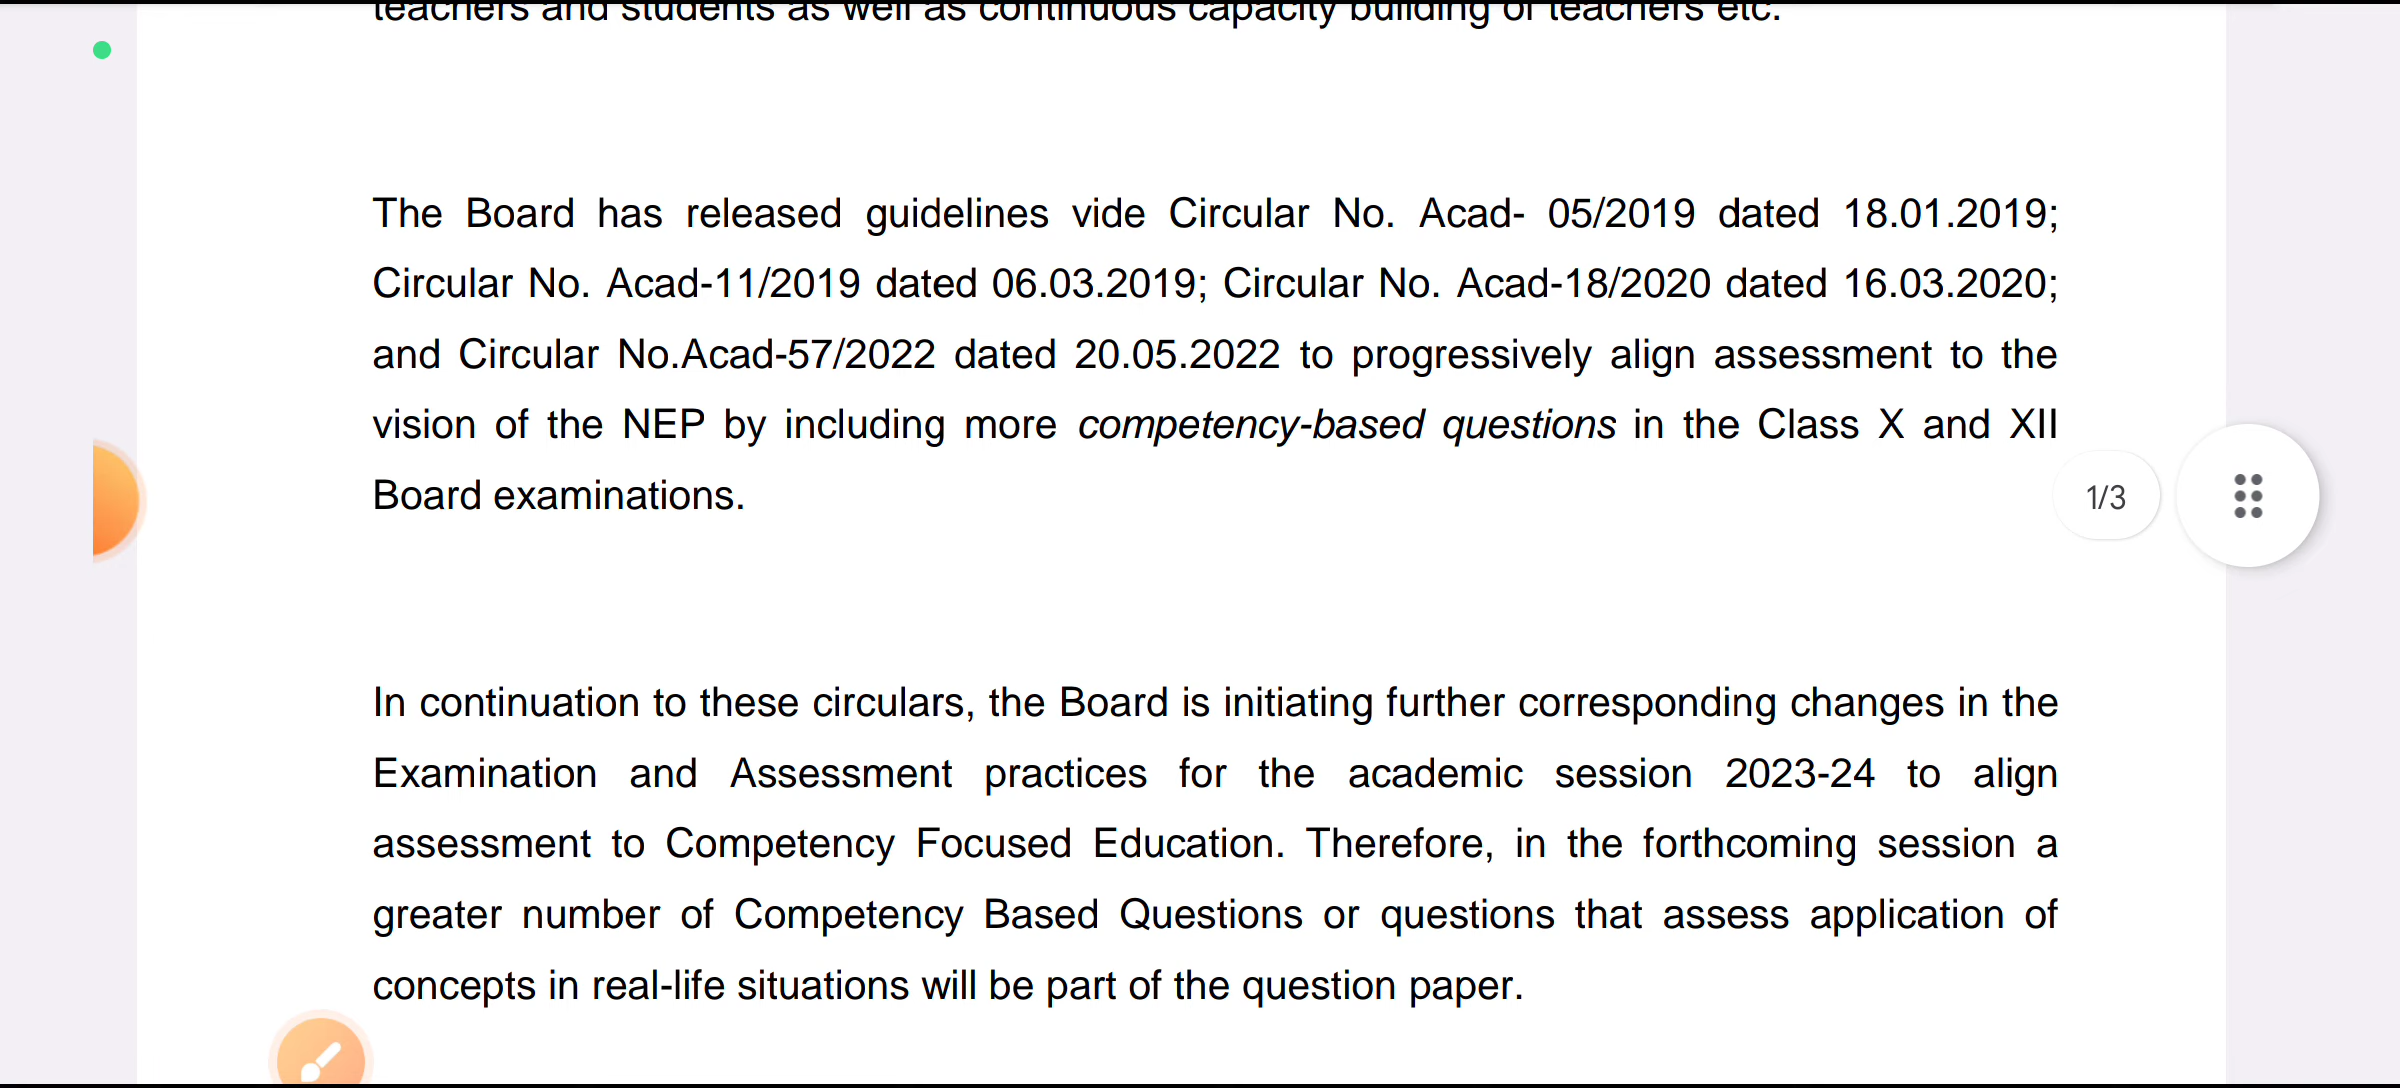 teachers and students as well as continuous capacity building of teachers etc.
The Board has released guidelines vide Circular No. Acad- 05/2019 dated 18.01.2019;
Circular No. Acad-11/2019 dated 06.03.2019; Circular No. Acad-18/2020 dated 16.03.2020;
and Circular No.Acad-57/2022 dated 20.05.2022 to progressively align assessment to the
vision of the NEP by including more competency-based questions in the Class X and XII
Board examinations.
1/3
In continuation to these circulars, the Board is initiating further corresponding changes in the
Examination and Assessment practices for the academic session 2023-24 to align
assessment to Competency Focused Education. Therefore, in the forthcoming session a
greater number of Competency Based Questions or questions that assess application of
concepts in real-life situations will be part of the question paper.